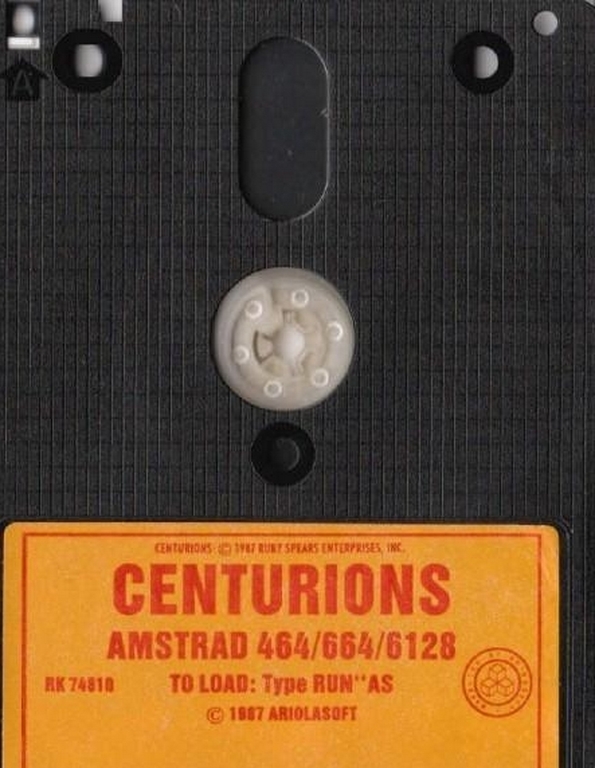 A
CENTURIONS © 1987 RUBY SPEARS ENTERPRISES, INC.
CENTURIONS
AMSTRAD 464/664/6128
RK 74810 TO LOAD: Type RUN"AS
© 1987 ARIOLASOFT